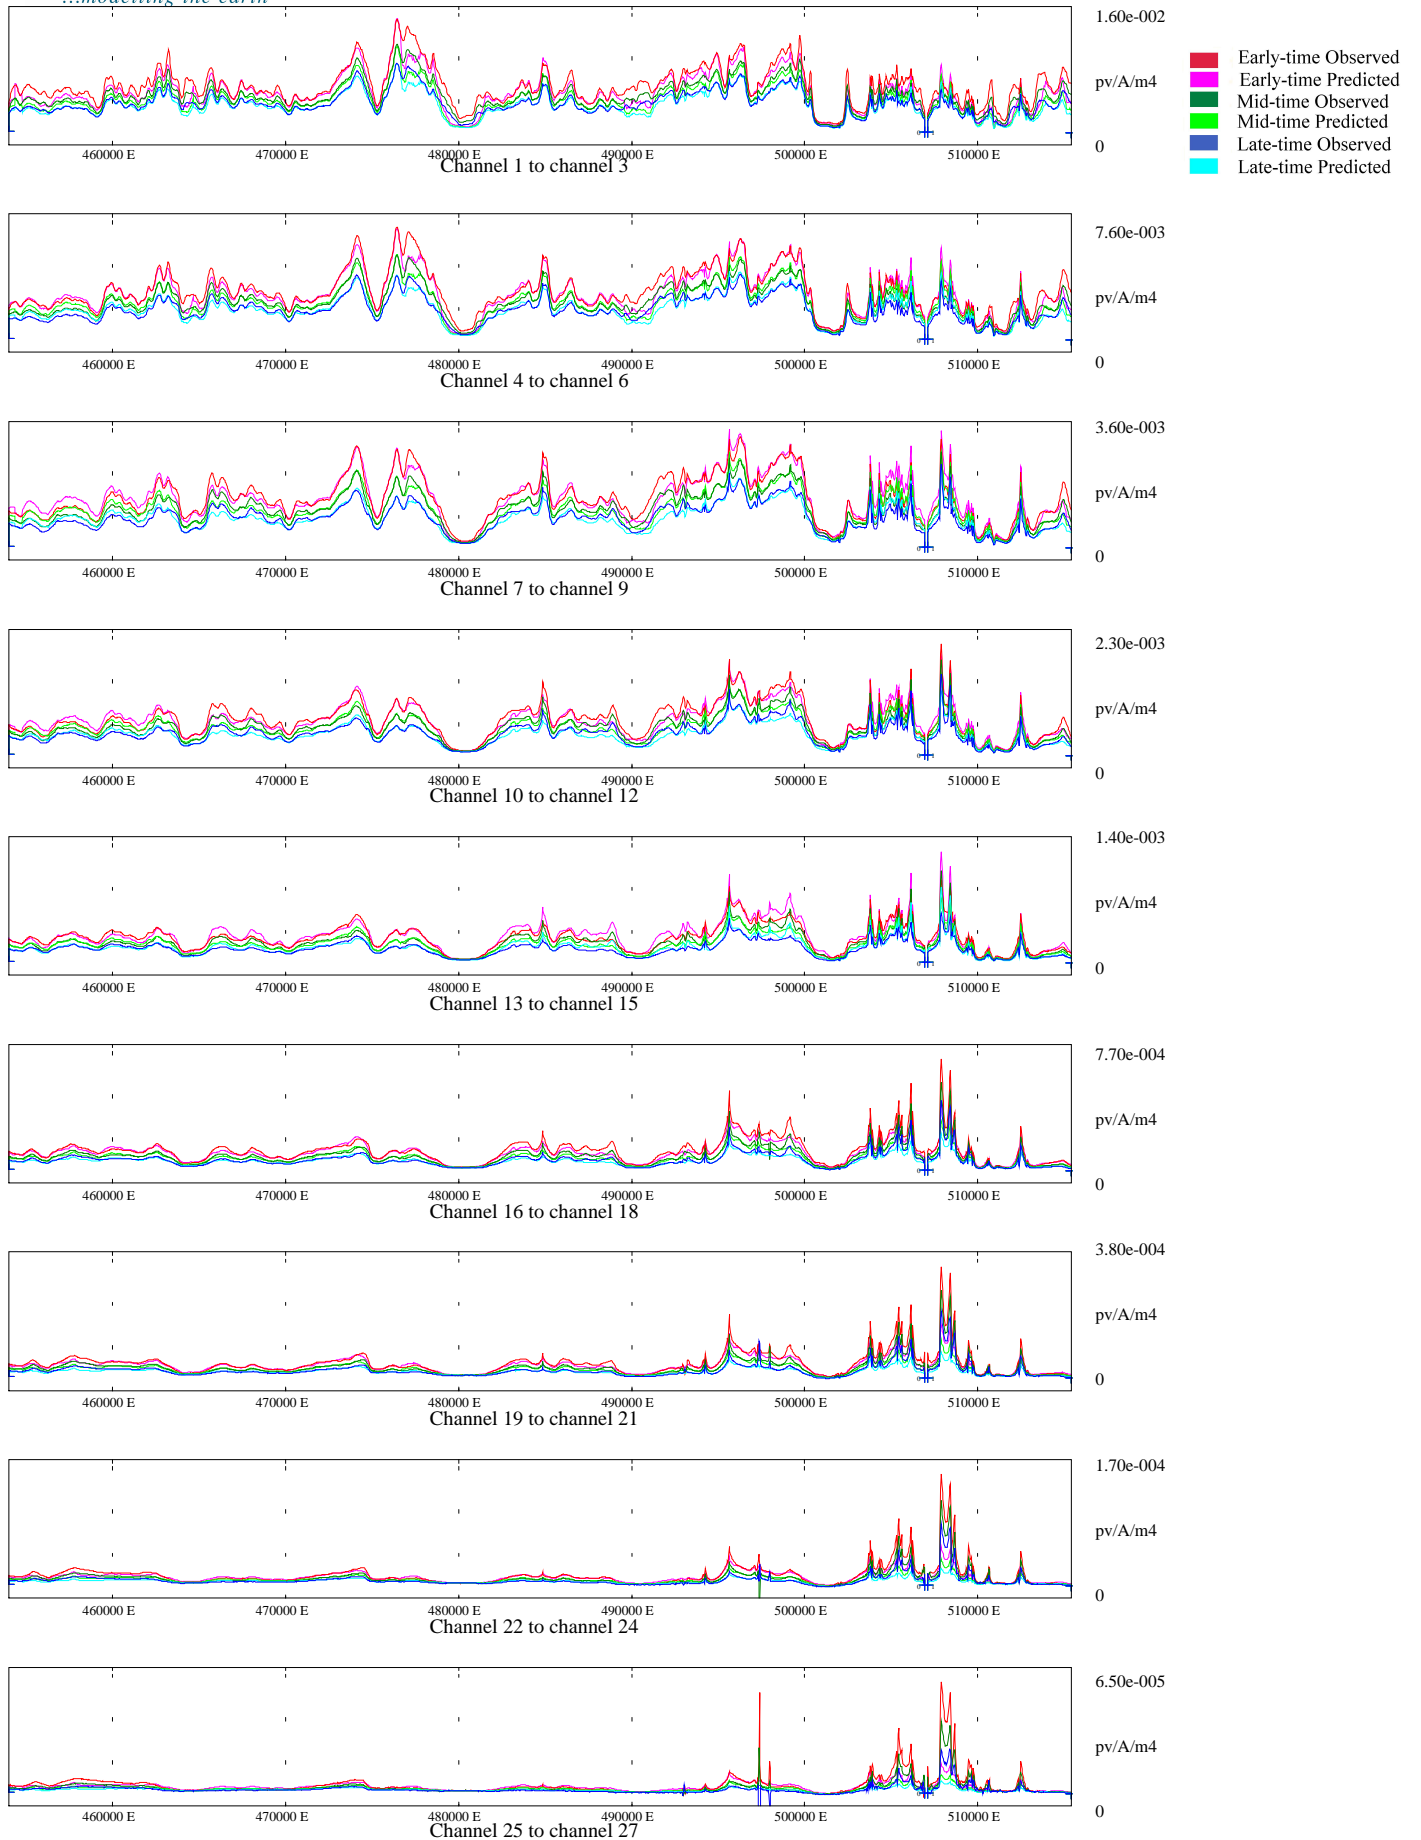 ...modelling the earth
1.60e-002
pv/A/m4
0
460000 E 470000 E 480000 E 490000 E 500000 E 510000 E
Channel 1 to channel 3
Early-time Observed
Early-time Predicted
Mid-time Observed
Mid-time Predicted
Late-time Observed
Late-time Predicted
7.60e-003
pv/A/m4
0
460000 E 470000 E 480000 E 490000 E 500000 E 510000 E
Channel 4 to channel 6
3.60e-003
pv/A/m4
0
460000 E 470000 E 480000 E 490000 E 500000 E 510000 E
Channel 7 to channel 9
2.30e-003
pv/A/m4
0
460000 E 470000 E 480000 E 490000 E 500000 E 510000 E
Channel 10 to channel 12
1.40e-003
pv/A/m4
0
460000 E 470000 E 480000 E 490000 E 500000 E 510000 E
Channel 13 to channel 15
7.70e-004
pv/A/m4
0
460000 E 470000 E 480000 E 490000 E 500000 E 510000 E
Channel 16 to channel 18
3.80e-004
pv/A/m4
0
460000 E 470000 E 480000 E 490000 E 500000 E 510000 E
Channel 19 to channel 21
1.70e-004
pv/A/m4
0
460000 E 470000 E 480000 E 490000 E 500000 E 510000 E
Channel 22 to channel 24
6.50e-005
pv/A/m4
0
460000 E 470000 E 480000 E 490000 E 500000 E 510000 E
Channel 25 to channel 27